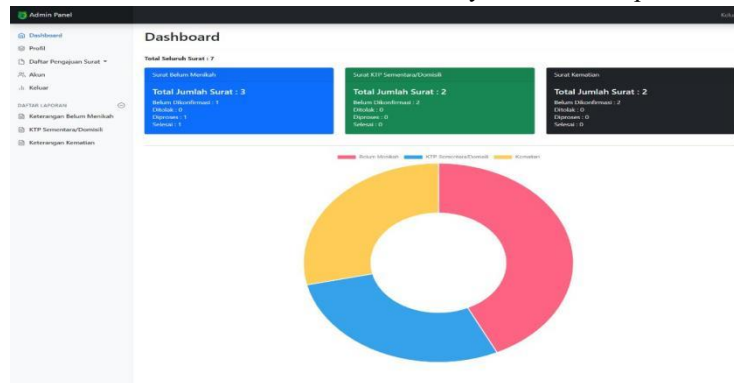 Admin Panel
Kelu
Dashboard
Profil
Daftar Pengajuan Surat
Akun
Keluar
DAFTAR LAPORAN
Keterangan Belum Menikah
KTP Sementara/Domisili
Keterangan Kematian
Dashboard
Total Seluruh Surat : 7
Surat Belum Menikah
Total Jumlah Surat : 3
Belum Dikonfirmasi : 1
Ditolak : 0
Diproses : 1
Selesai : 1
Surat KTP Sementara/Domisili
Total Jumlah Surat : 2
Belum Dikonfirmasi : 2
Ditolak : 0
Diproses : 0
Selesai : 0
Surat Kematian
Total Jumlah Surat : 2
Belum Dikonfirmasi : 2
Ditolak : 0
Diproses : 0
Selesai : 0
Belum Menikah KTP Sementara/Domisili Kematian